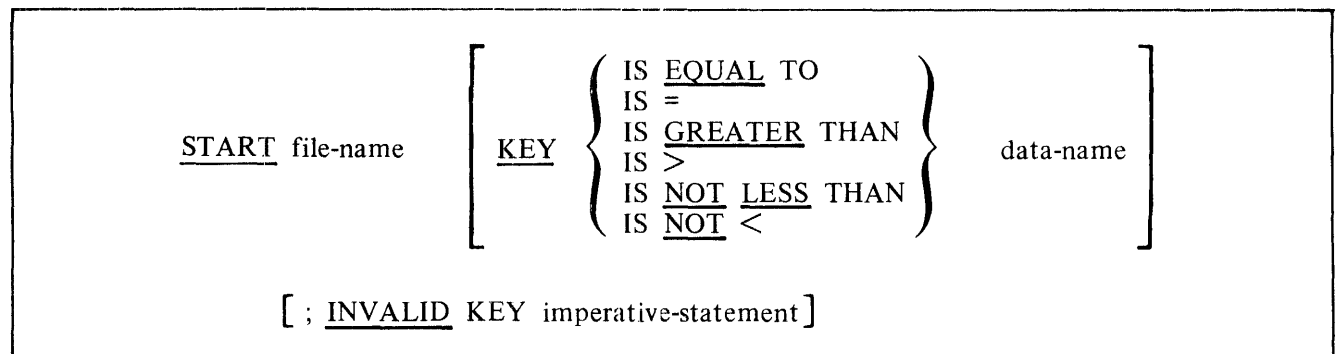 IS EQUAL TO
IS =
IS GREATER THAN
START file-name [ KEY { IS > } data-name ]
IS NOT LESS THAN
IS NOT <
[ ; INVALID KEY imperative-statement ]